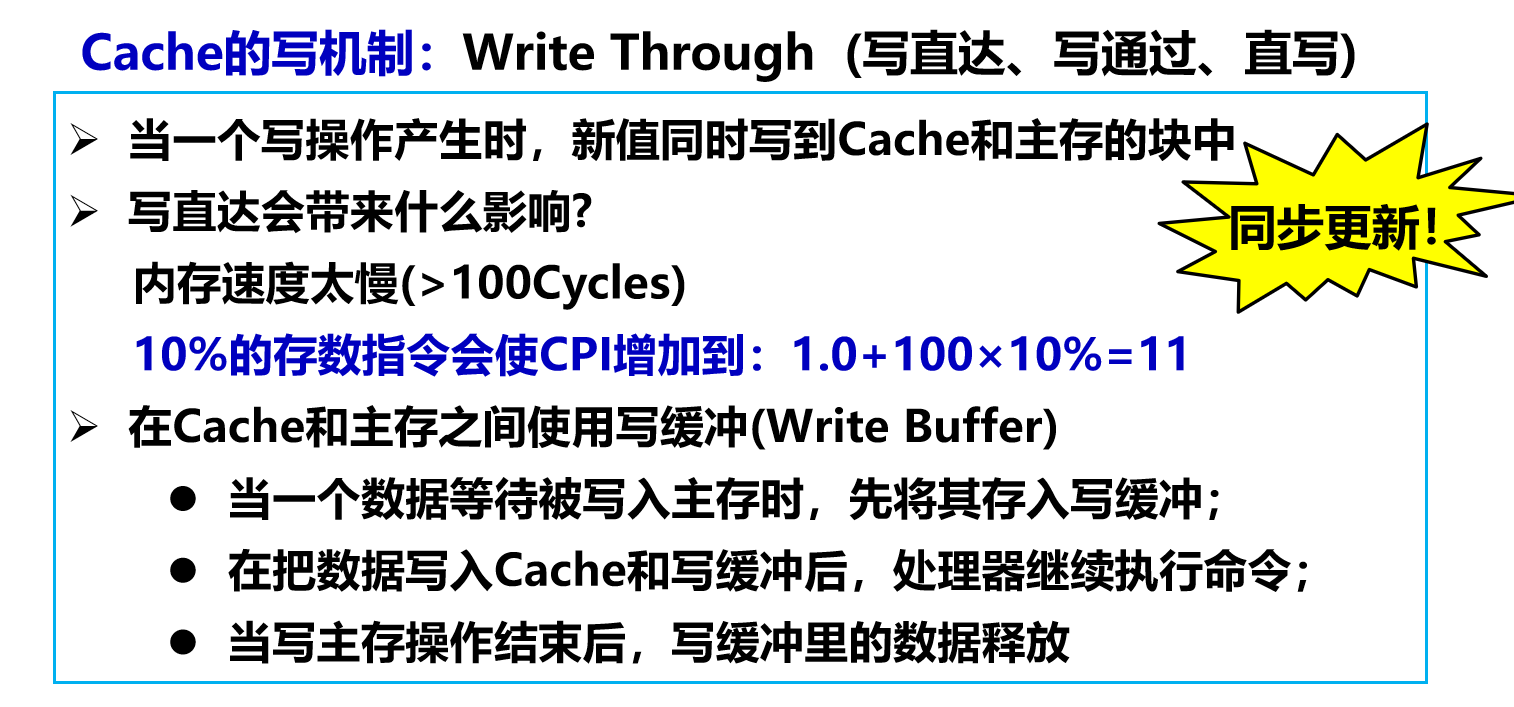 Cache的写机制：Write Through (写直达、写通过、直写)
➢ 当一个写操作产生时，新值同时写到Cache和主存的块中
同步更新！
➢ 写直达会带来什么影响?
内存速度太慢(>100Cycles)
10%的存数指令会使CPI增加到：1.0+100×10%=11
➢ 在Cache和主存之间使用写缓冲(Write Buffer)
● 当一个数据等待被写入主存时，先将其存入写缓冲；
● 在把数据写入Cache和写缓冲后，处理器继续执行命令；
● 当写主存操作结束后，写缓冲里的数据释放